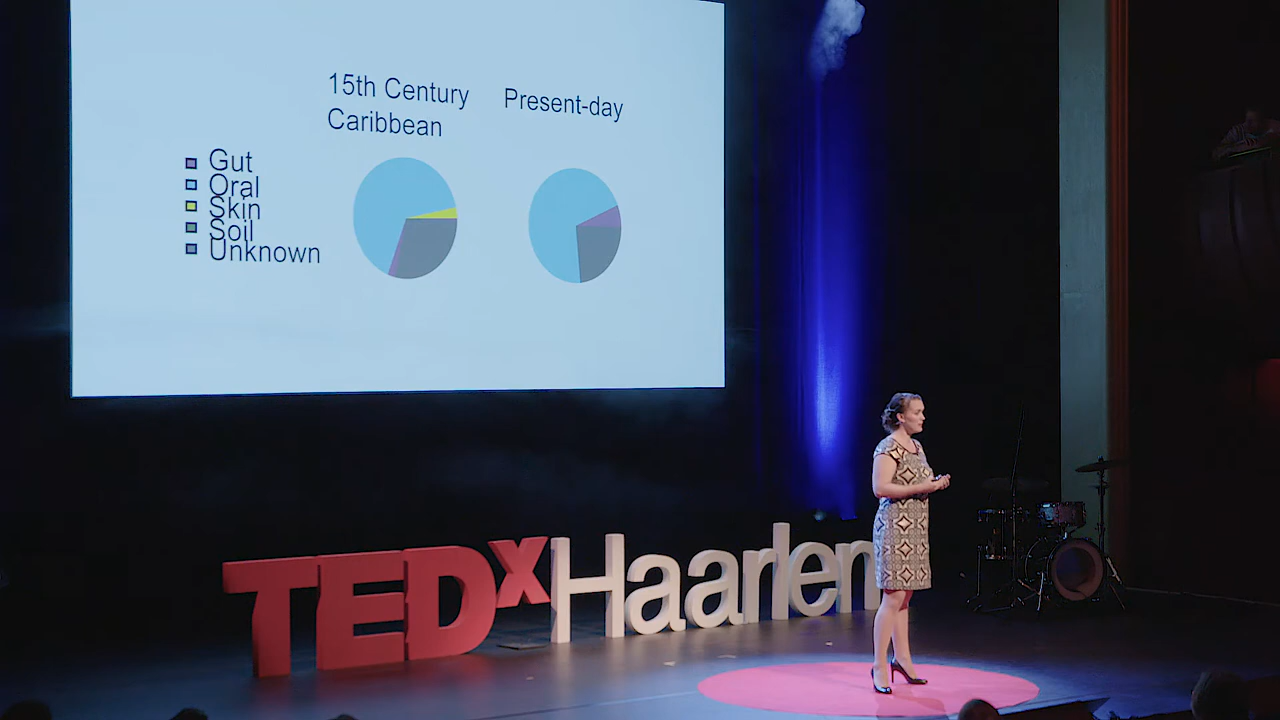 15th Century
Caribbean
Present-day
Gut
Oral
Skin
Soil
Unknown
TEDxHaarlem